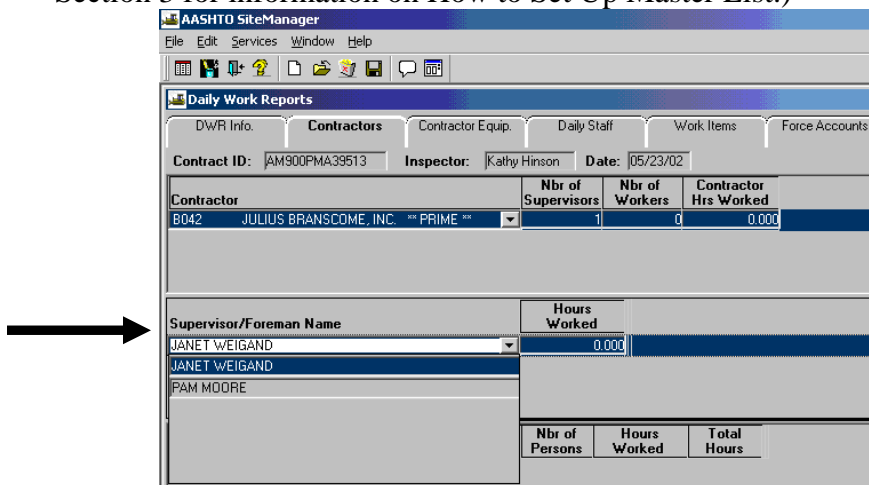 Section 5 for information on How to Set Up Master List.)
AASHTO SiteManager
File Edit Services Window Help
Daily Work Reports
DWR Info. Contractors Contractor Equip. Daily Staff Work Items Force Accounts
Contract ID: AM900PMA39513 Inspector: Kathy Hinson Date: 05/23/02
Contractor Nbr of Supervisors Nbr of Workers Contractor Hrs Worked
B042 JULIUS BRANSCOME, INC. ** PRIME ** 1 0 0.000
Supervisor/Foreman Name Hours Worked
JANET WEIGAND 0.000
JANET WEIGAND
PAM MOORE
Nbr of Persons Hours Worked Total Hours